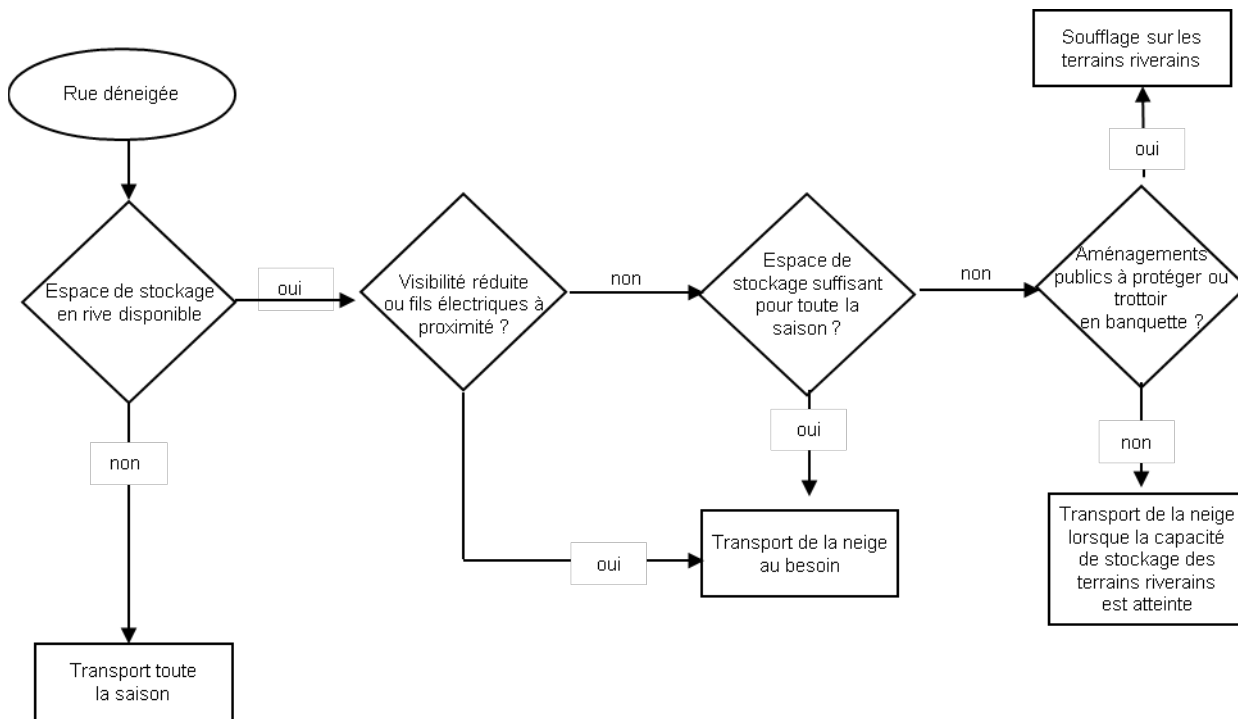 Rue déneigée
Espace de stockage
en rive disponible
oui
non
Transport toute
la saison
Visibilité réduite
ou fils électriques à
proximité ?
non
oui
Espace de
stockage suffisant
pour toute la
saison ?
non
oui
Transport de la neige
au besoin
Aménagements
publics à protéger ou
trottoir
en banquette ?
oui
Soufflage sur les
terrains riverains
non
Transport de la neige
lorsque la capacité
de stockage des
terrains riverains
est atteinte